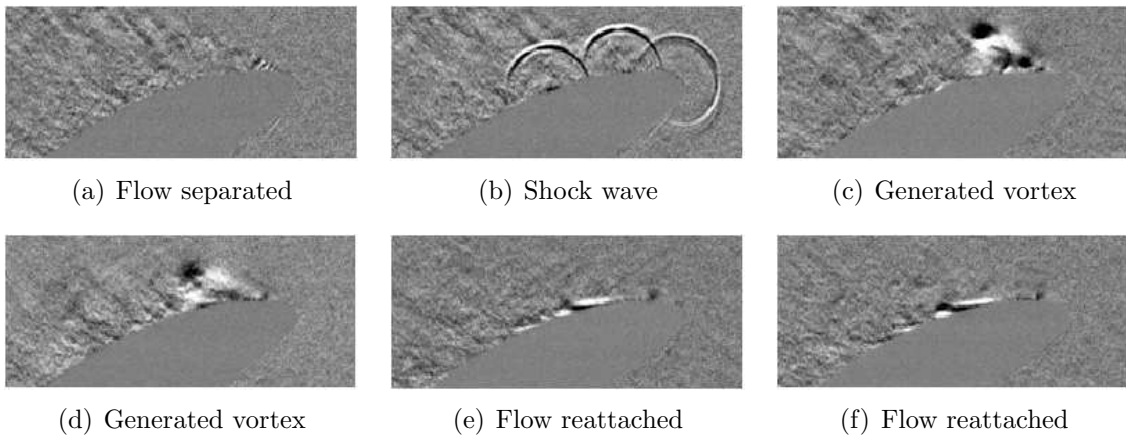 (a) Flow separated
(b) Shock wave
(c) Generated vortex
(d) Generated vortex
(e) Flow reattached
(f) Flow reattached